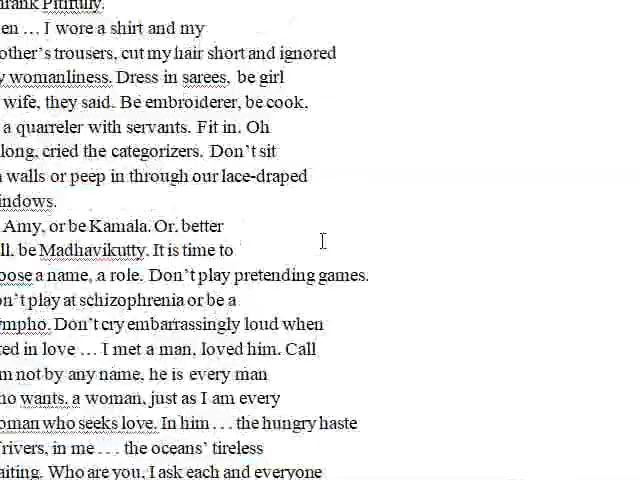 hrank Pitifully.
en … I wore a shirt and my
other’s trousers, cut my hair short and ignored
y womanliness. Dress in sarees, be girl
wife, they said. Be embroiderer, be cook,
a quarreler with servants. Fit in. Oh
long, cried the categorizers. Don’t sit
n walls or peep in through our lace-draped
indows.
Amy, or be Kamala. Or, better
ll, be Madhavikutty. It is time to
oose a name, a role. Don’t play pretending games.
on’t play at schizophrenia or be a
ympho. Don’t cry embarrassingly loud when
ted in love … I met a man, loved him. Call
m not by any name, he is every man
ho wants. a woman, just as I am every
oman who seeks love. In him . . . the hungry haste
rivers, in me . . . the oceans’ tireless
aiting. Who are you, I ask each and everyone